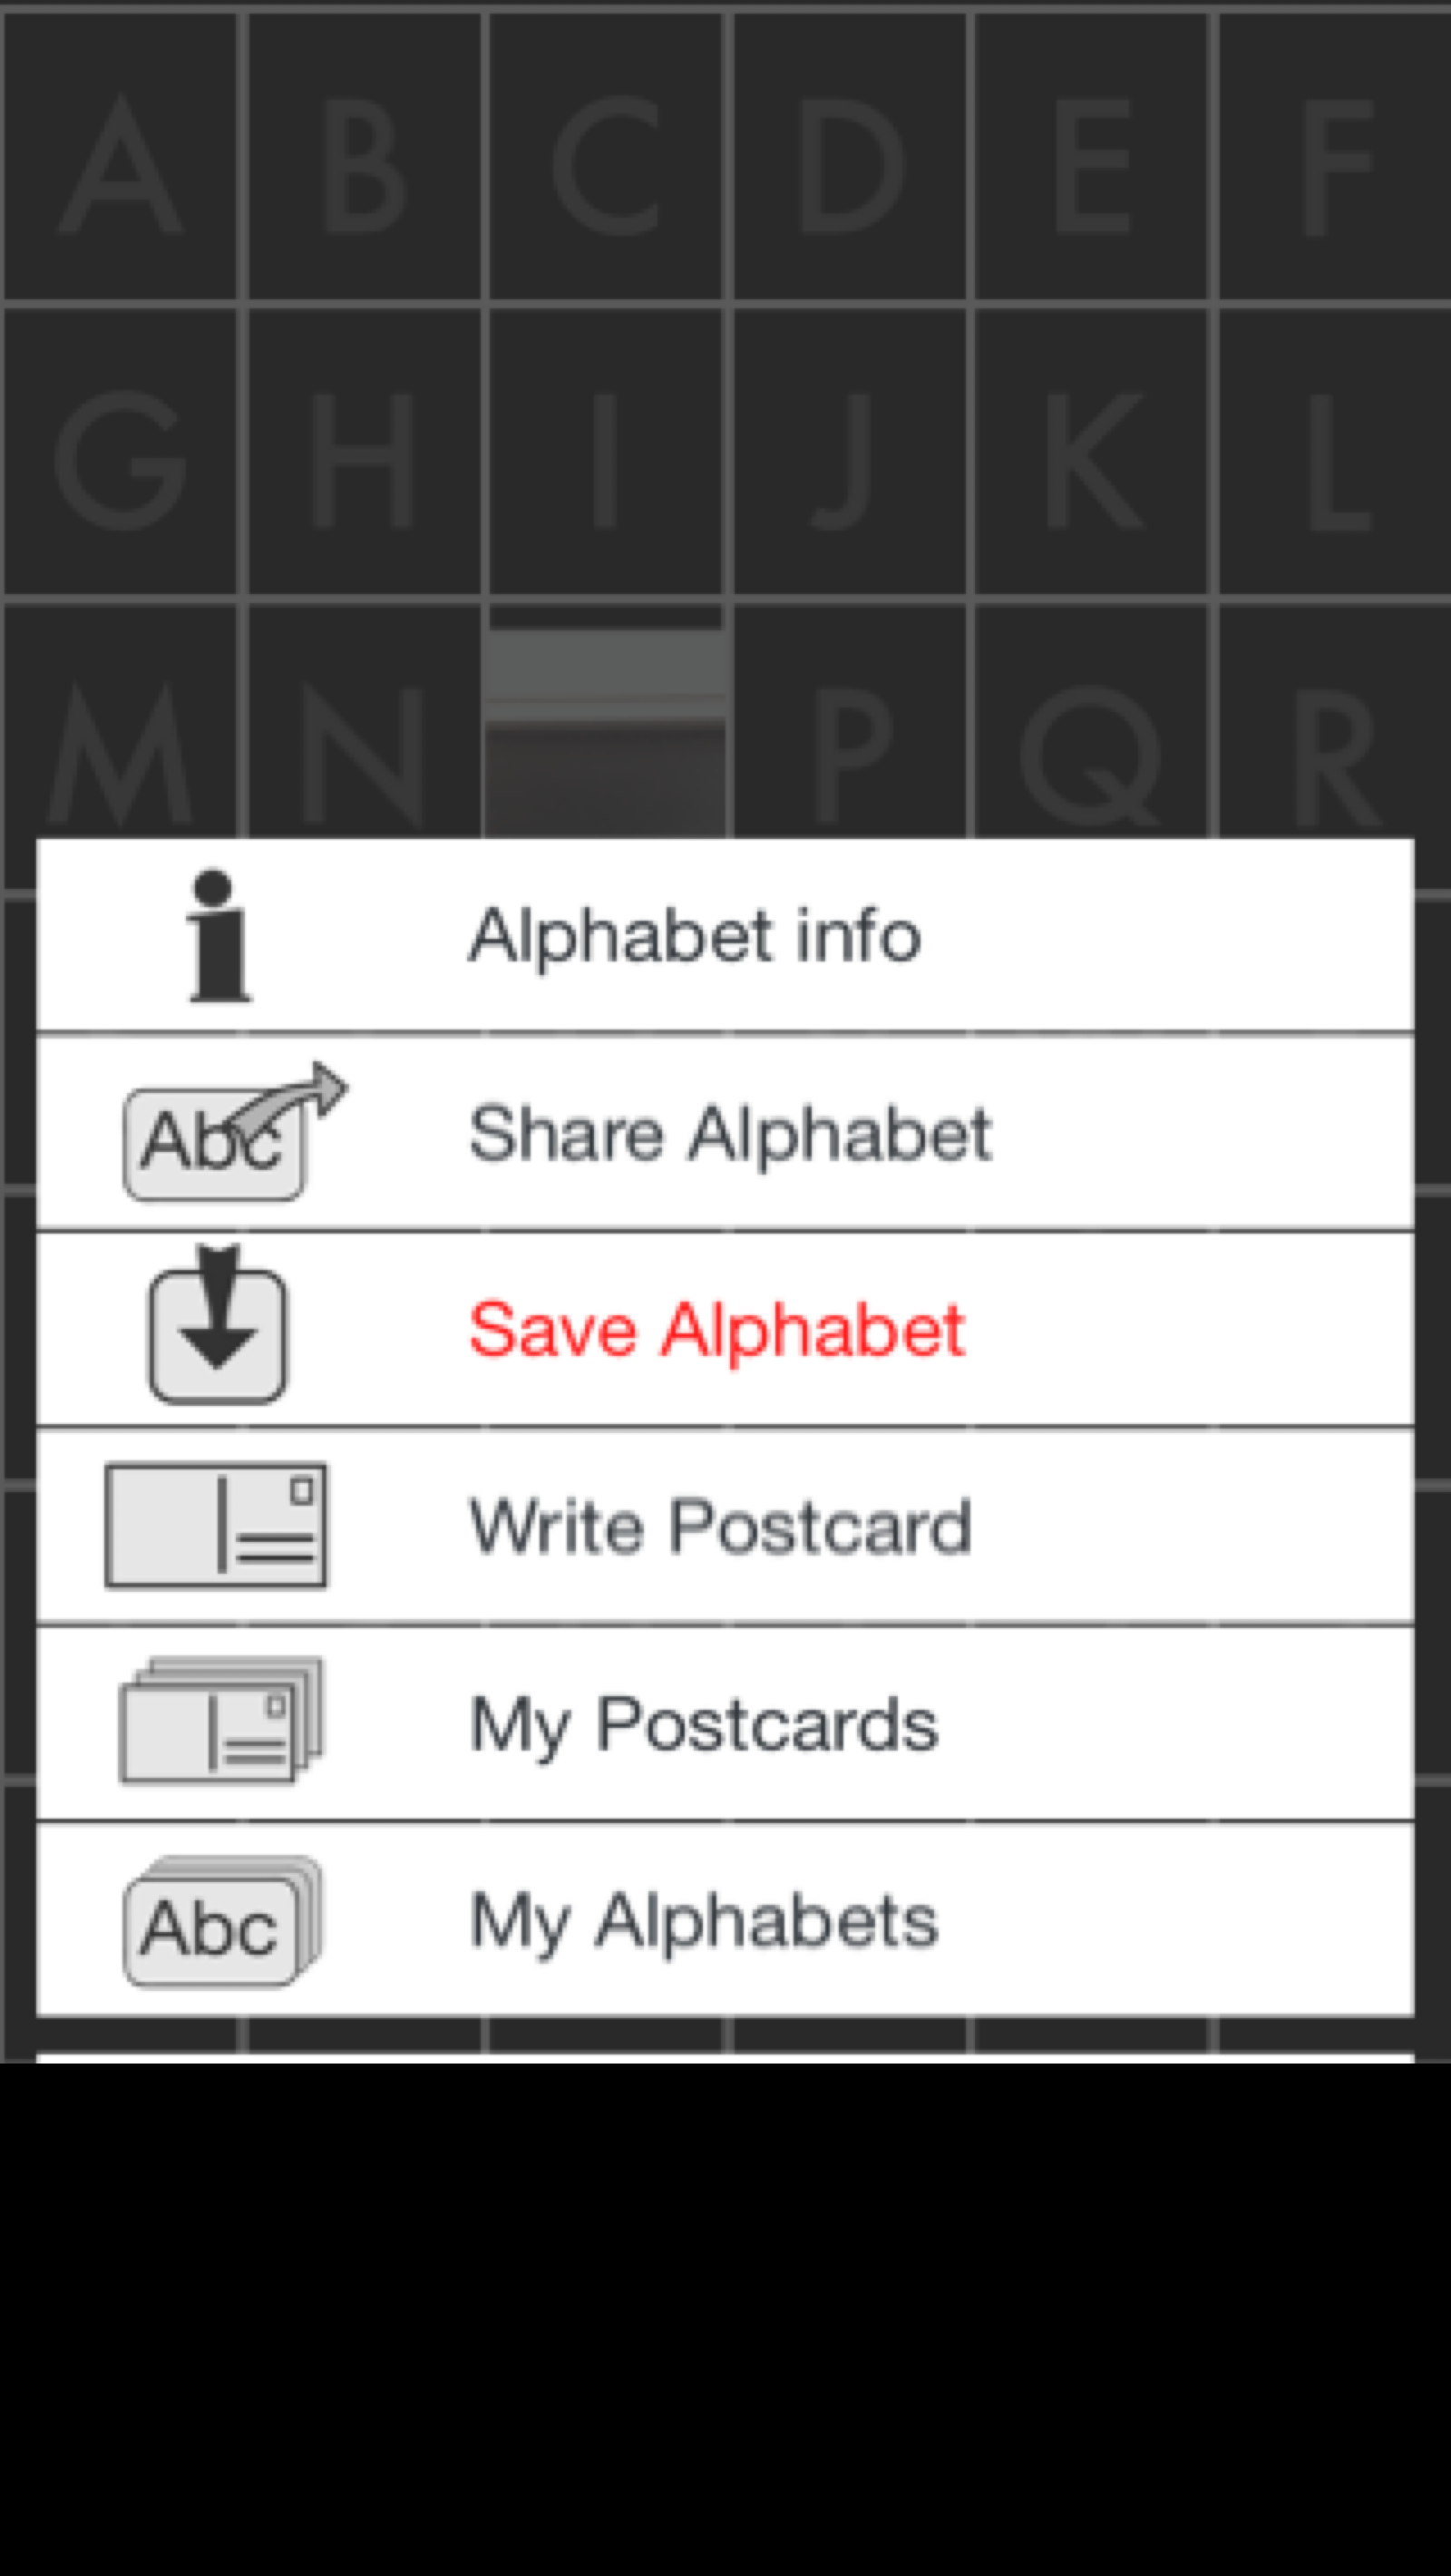 A B C D E F
G H I J K L
M N P Q R
Alphabet info
Abc Share Alphabet
Save Alphabet
Write Postcard
My Postcards
Abc My Alphabets